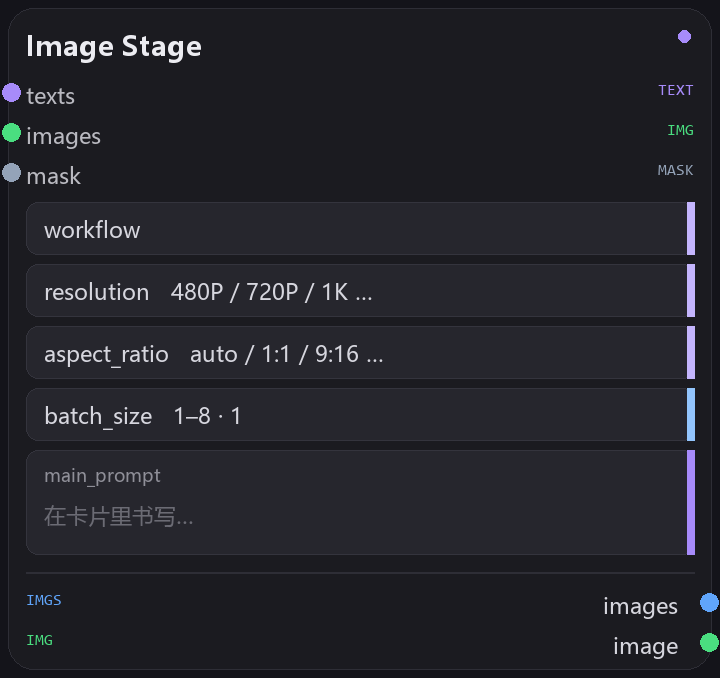 Image Stage
texts TEXT
images IMG
mask MASK
workflow
resolution 480P / 720P / 1K ...
aspect_ratio auto / 1:1 / 9:16 ...
batch_size 1–8 · 1
main_prompt
在卡片里书写...
IMGS images
IMG image